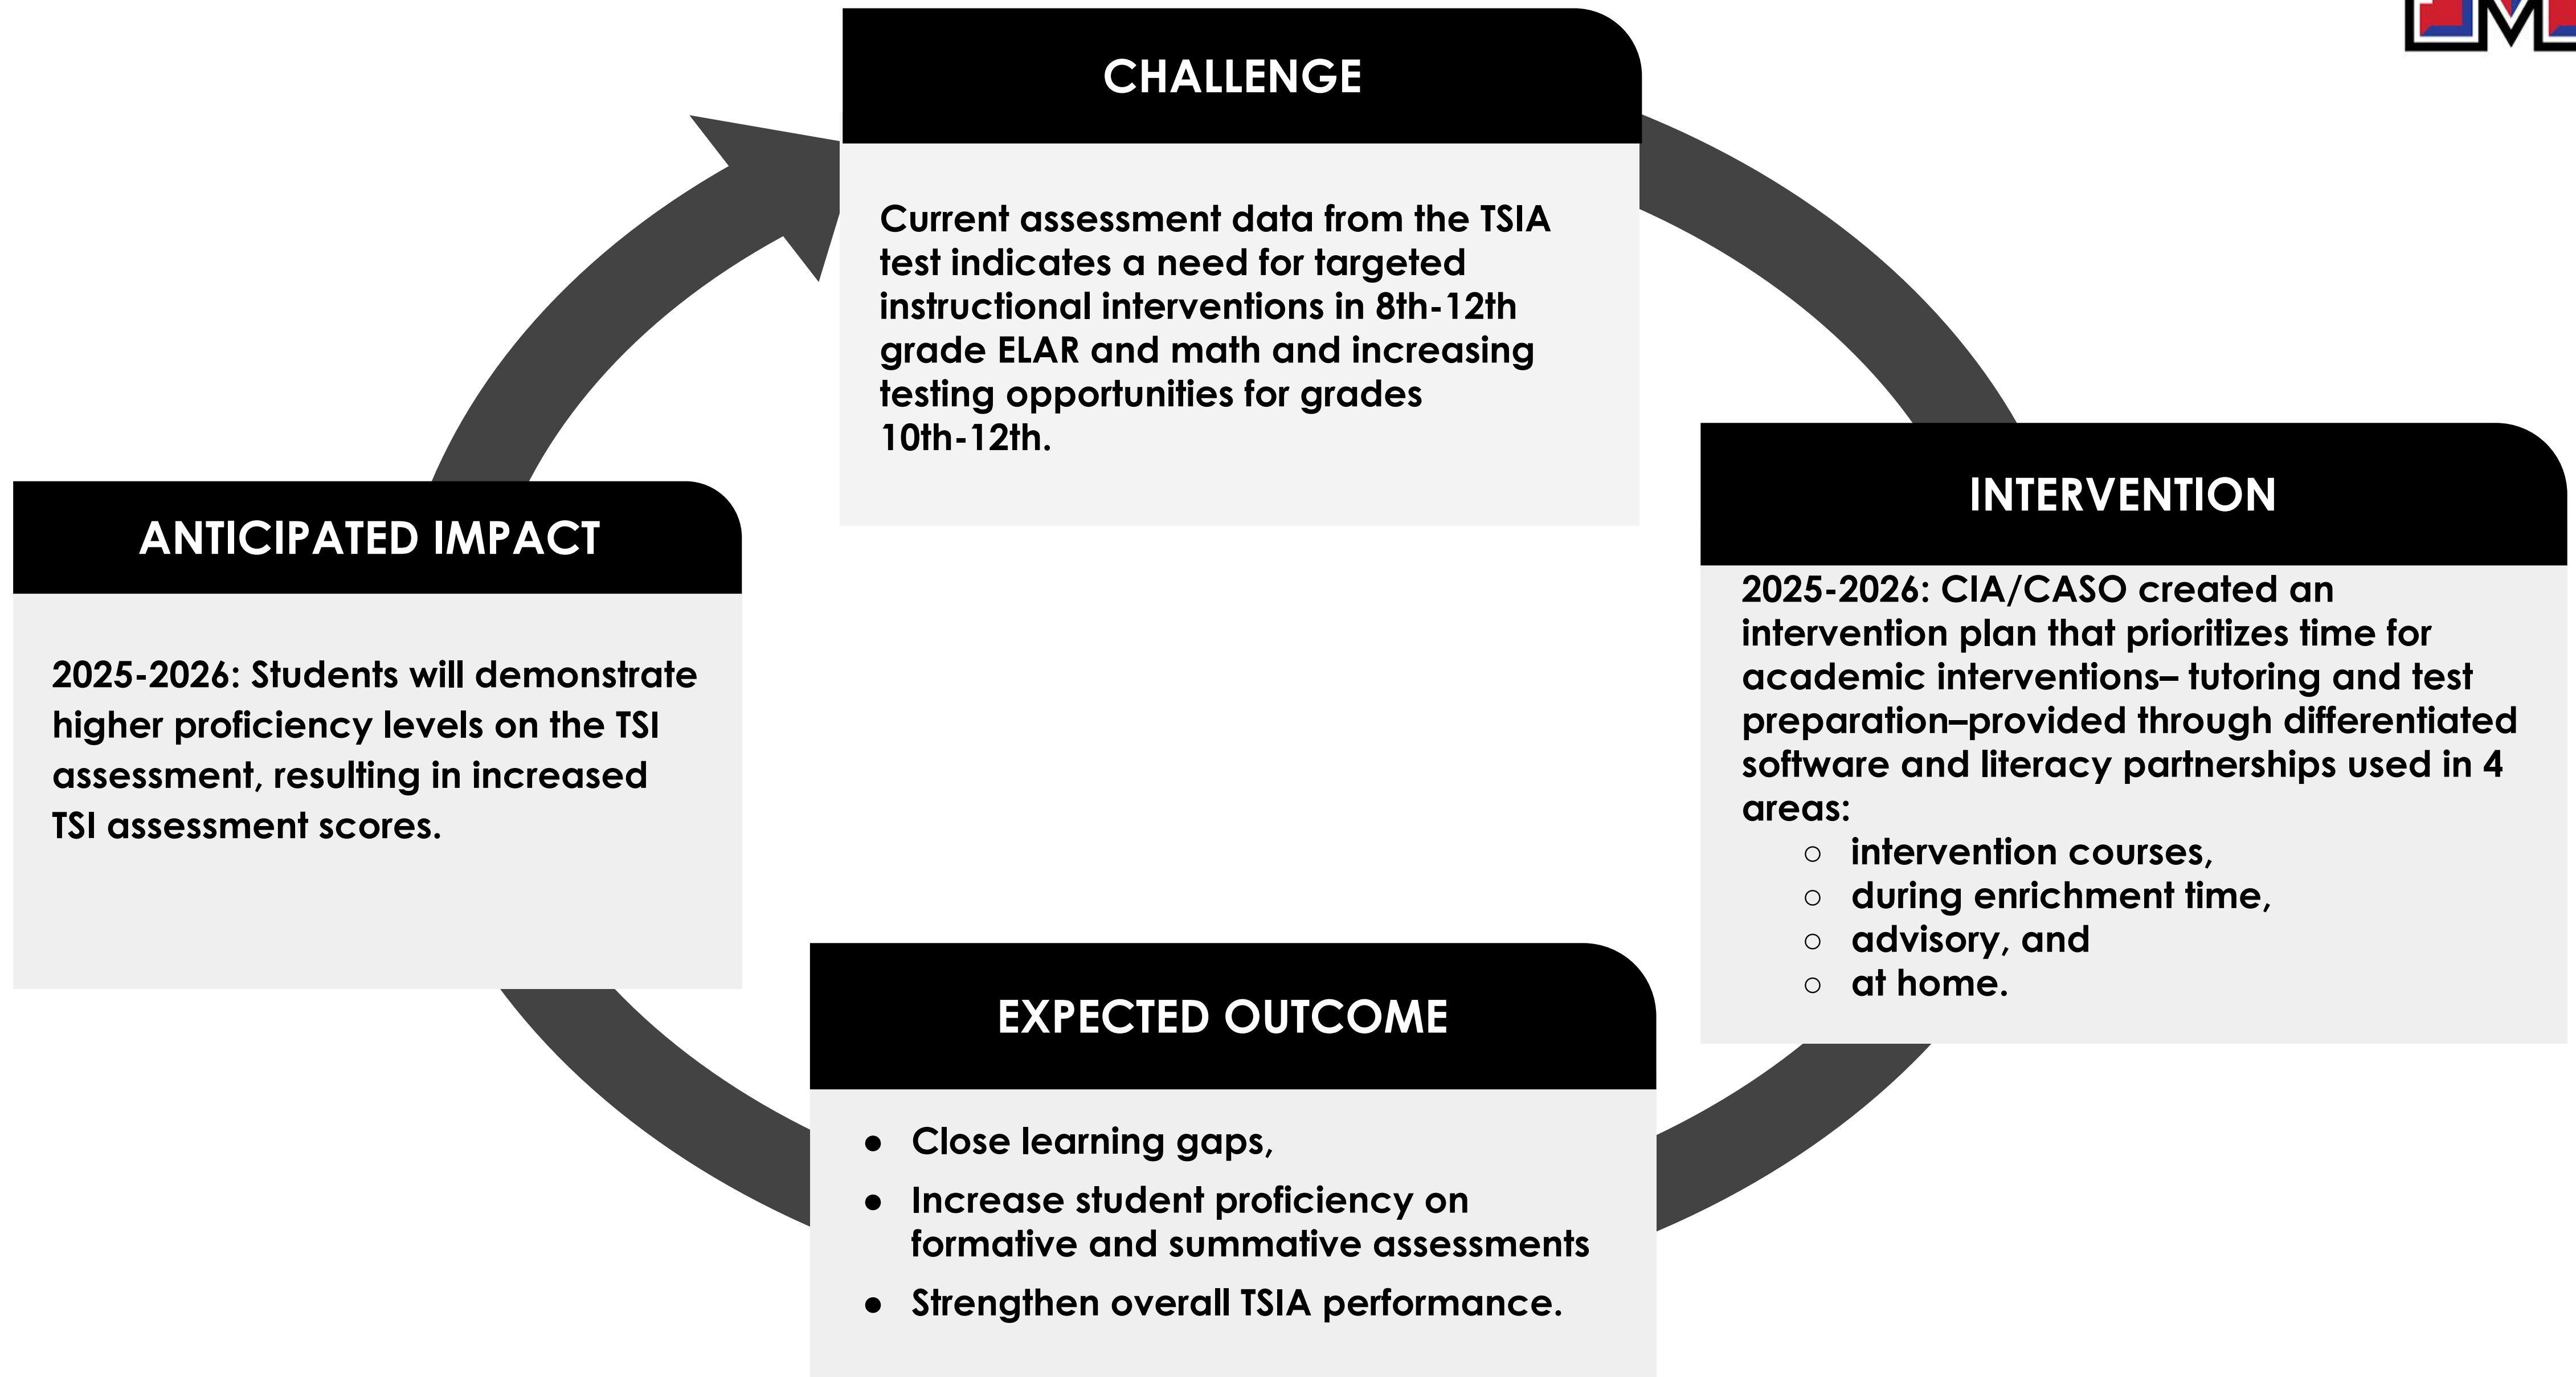 CHALLENGE
Current assessment data from the TSIA
test indicates a need for targeted
instructional interventions in 8th-12th
grade ELAR and math and increasing
testing opportunities for grades
10th-12th.
INTERVENTION
2025-2026: CIA/CASO created an
intervention plan that prioritizes time for
academic interventions– tutoring and test
preparation–provided through differentiated
software and literacy partnerships used in 4
areas:
○ intervention courses,
○ during enrichment time,
○ advisory, and
○ at home.
EXPECTED OUTCOME
● Close learning gaps,
● Increase student proficiency on
formative and summative assessments
● Strengthen overall TSIA performance.
ANTICIPATED IMPACT
2025-2026: Students will demonstrate
higher proficiency levels on the TSI
assessment, resulting in increased
TSI assessment scores.